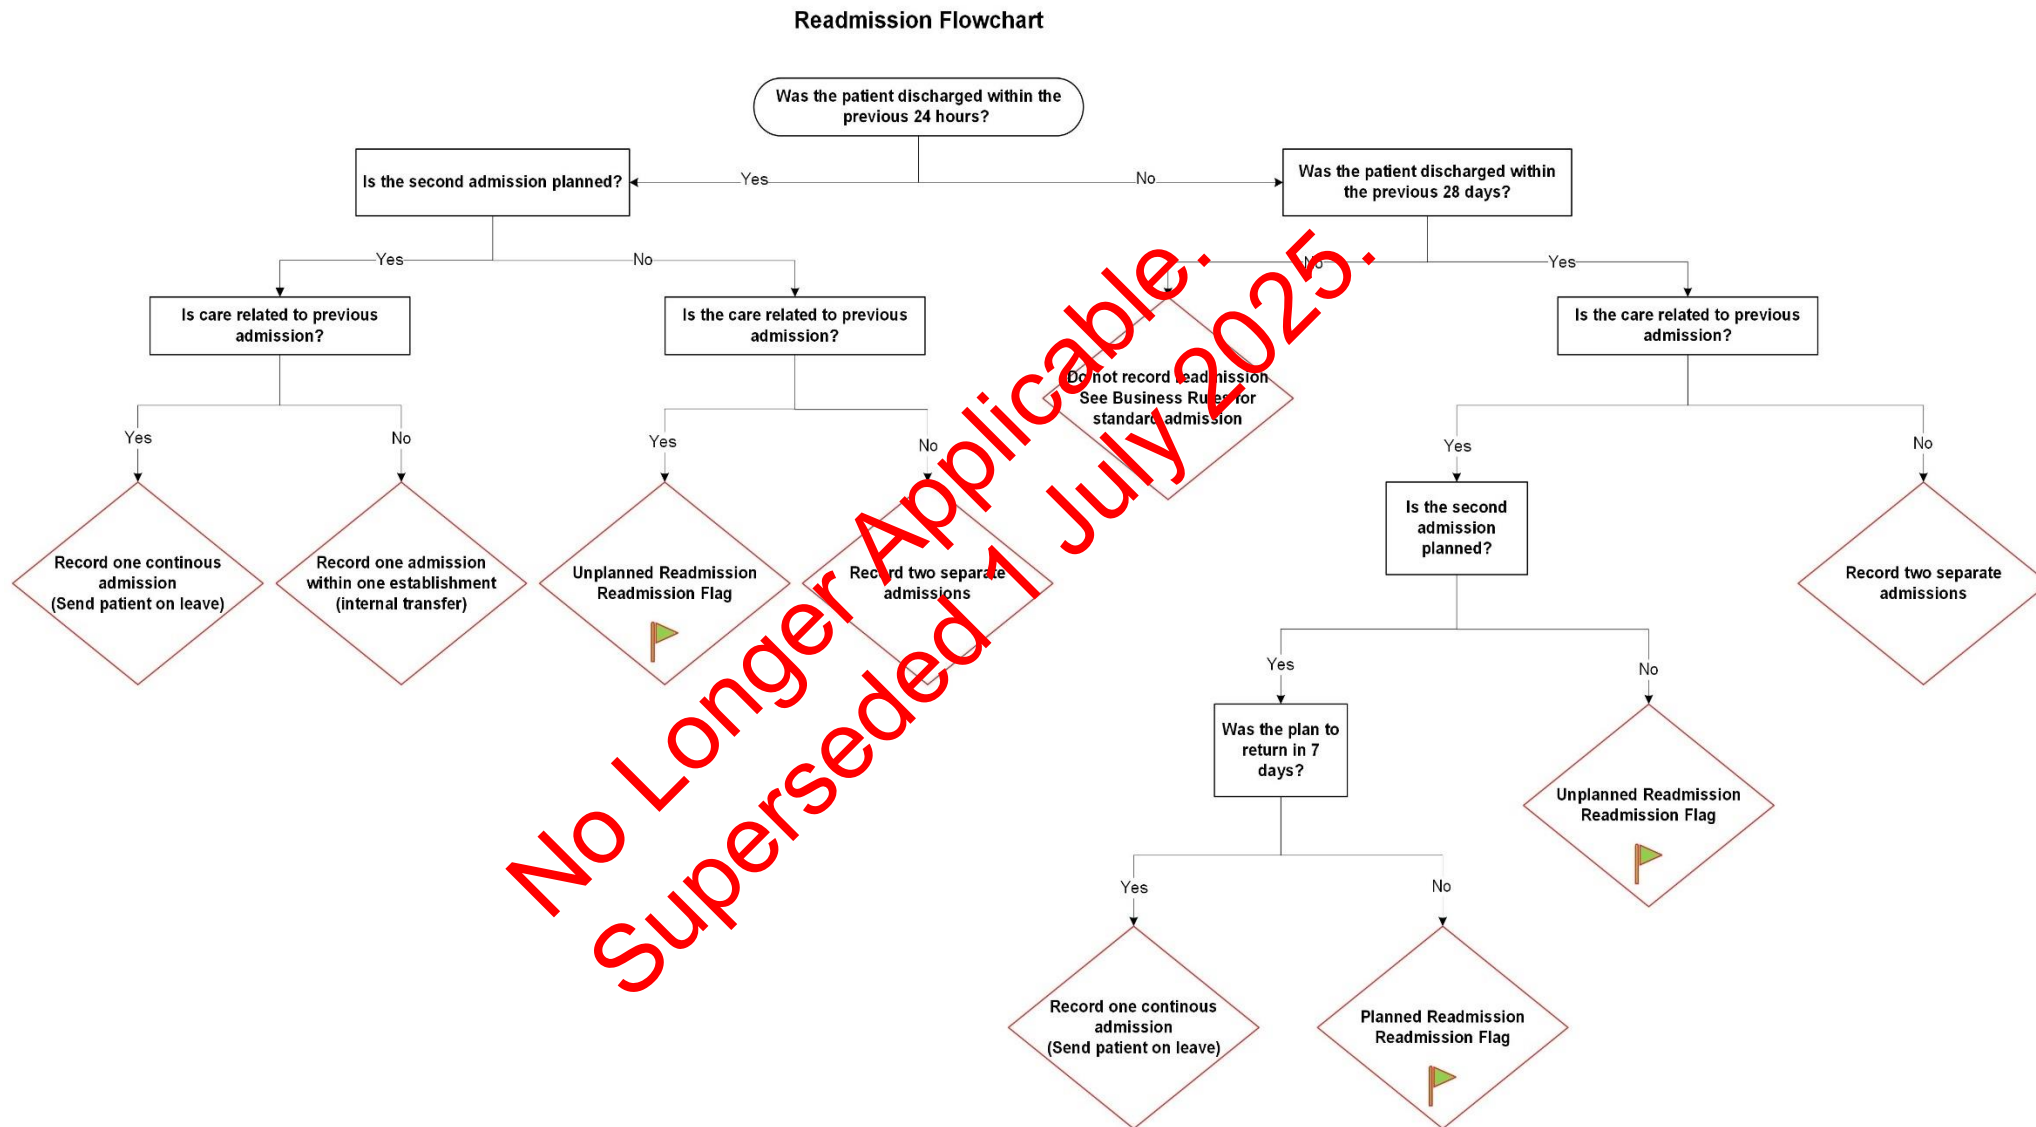 Readmission Flowchart
Was the patient discharged within the
previous 24 hours?
Yes
No
Is the second admission planned?
Was the patient discharged within
the previous 28 days?
Yes
No
No
Yes
Is care related to previous
admission?
Is the care related to previous
admission?
Is the care related to previous
admission?
Do not record readmission
See Business Rules for
standard admission
Yes
No
Yes
No
Yes
No
Record one continous
admission
(Send patient on leave)
Record one admission
within one establishment
(internal transfer)
Unplanned Readmission
Readmission Flag
Record two separate
admissions
Is the second
admission
planned?
Record two separate
admissions
Yes
No
Was the plan to
return in 7
days?
Unplanned Readmission
Readmission Flag
Yes
No
Record one continous
admission
(Send patient on leave)
Planned Readmission
Readmission Flag
No Longer Applicable.
Superseded 1 July 2025.